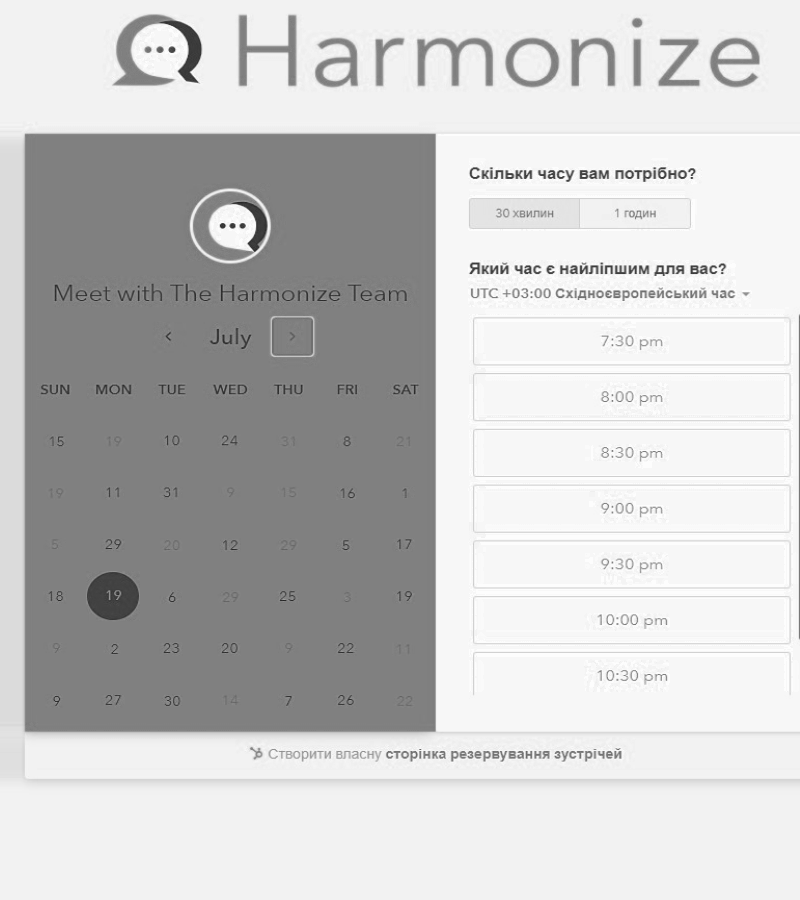 Harmonize
Meet with The Harmonize Team
July
SUN MON TUE WED THU FRI SAT
15 19 10 24 31 8 21
19 11 31 9 15 16 1
5 29 20 12 29 5 17
18 19 6 29 25 3 19
9 2 23 20 9 22 11
9 27 30 14 7 26 22
Скільки часу вам потрібно?
30 хвилин 1 годин
Який час є найліпшим для вас?
UTC +03:00 Східноєвропейський час
7:30 pm
8:00 pm
8:30 pm
9:00 pm
9:30 pm
10:00 pm
10:30 pm
Створити власну сторінка резервування зустрічей